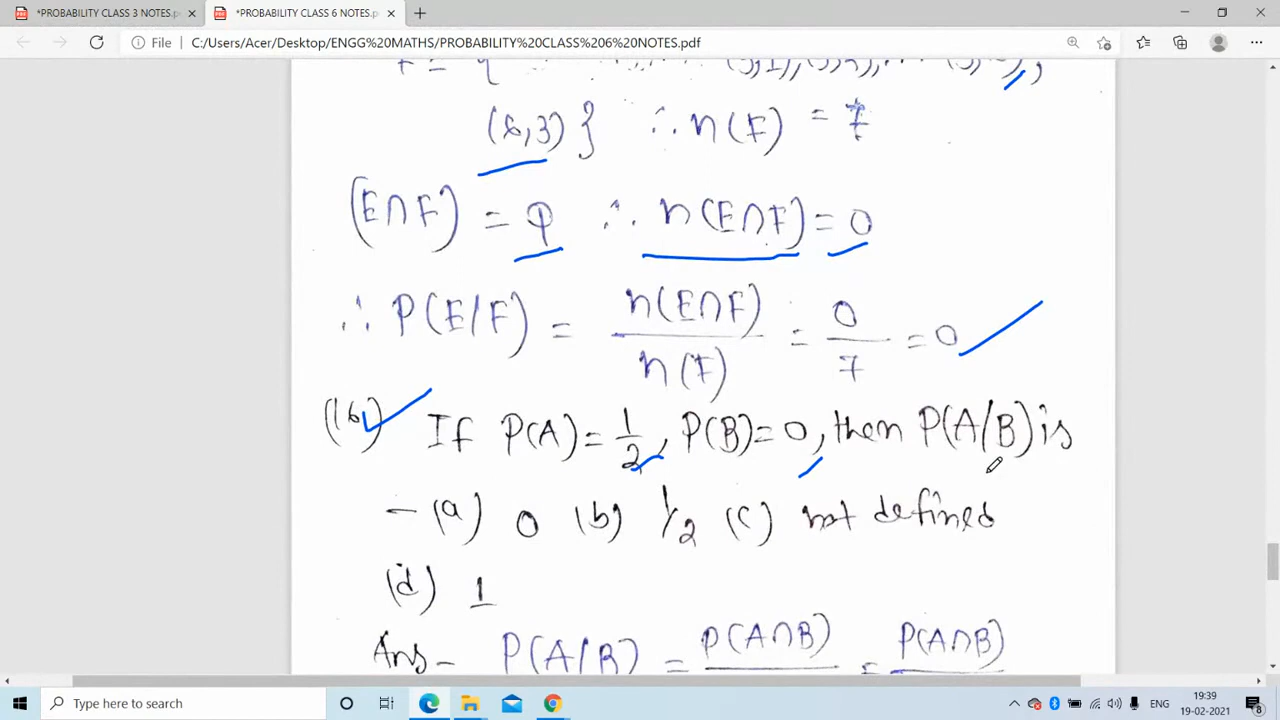 *PROBABILITY CLASS 3 NOTES.p
*PROBABILITY CLASS 6 NOTES.pdf
File C:/Users/Acer/Desktop/ENGG%20MATHS/PROBABILITY%20CLASS%206%20NOTES.pdf
(6,3)} ∴ n(F) = 7
(E∩F) = φ ∴ n(E∩F) = 0
∴ P(E/F) = n(E∩F) / n(F) = 0 / 7 = 0
(16) If P(A) = 1/2, P(B) = 0, then P(A/B) is
- (a) 0 (b) 1/2 (c) not defined
(d) 1
Ans - P(A/B) = P(A∩B) = P(A∩B)
Type here to search
ENG
19:39
19-02-2021
8